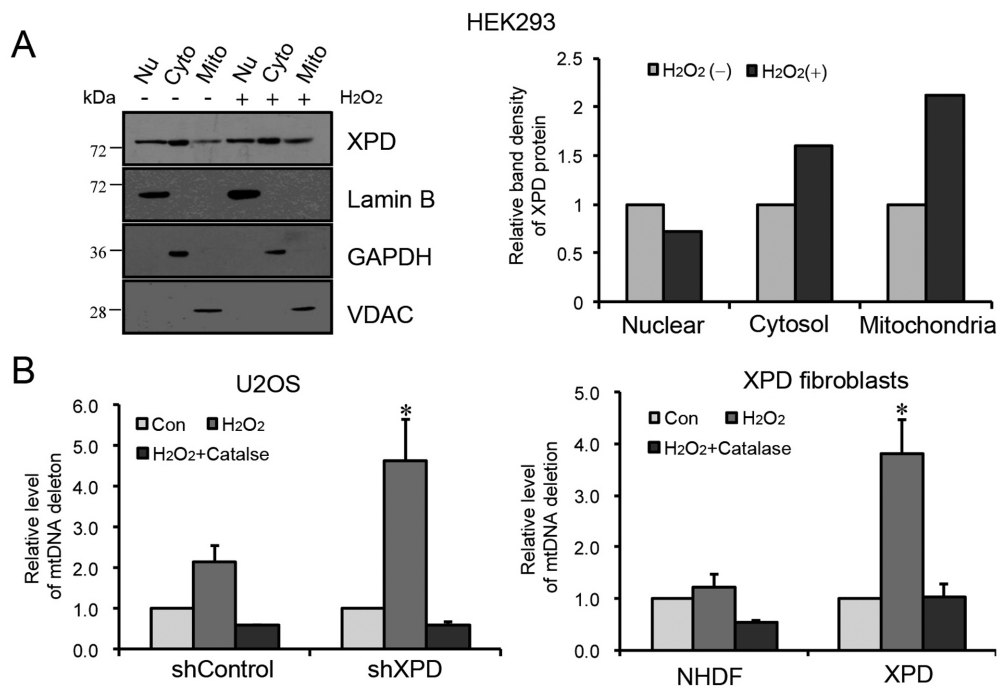 HEK293
A
Nu Cyto Mito Nu Cyto Mito
kDa - - - + + + H2O2
72 XPD
72 Lamin B
36 GAPDH
28 VDAC
H2O2 (−) H2O2(+)
Relative band density
of XPD protein
2.5
2
1.5
1
0.5
0
Nuclear Cytosol Mitochondria
B
U2OS
Con H2O2
H2O2+Catalse
Relative level
of mtDNA deletion
6.0
5.0
4.0
3.0
2.0
1.0
0.0
*
shControl shXPD
XPD fibroblasts
Con H2O2
H2O2+Catalase
Relative level
of mtDNA deletion
5.0
4.0
3.0
2.0
1.0
0.0
*
NHDF XPD